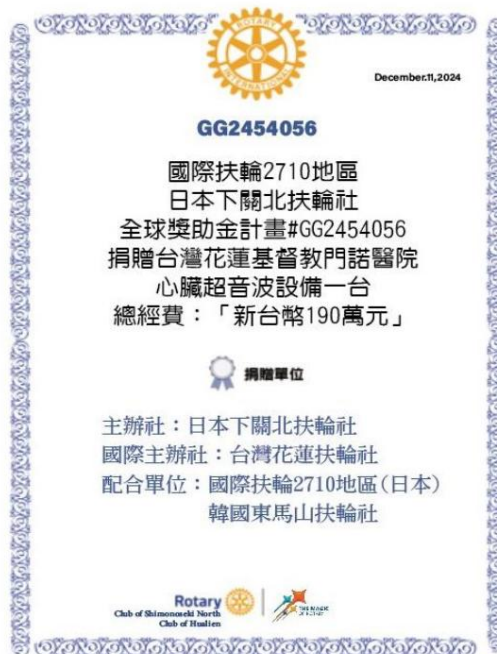 ROTARY
INTERNATIONAL
December.11,2024
GG2454056
國際扶輪2710地區
日本下關北扶輪社
全球獎助金計畫#GG2454056
捐贈台灣花蓮基督教門諾醫院
心臟超音波設備一台
總經費：「新台幣190萬元」
捐贈單位
主辦社：日本下關北扶輪社
國際主辦社：台灣花蓮扶輪社
配合單位：國際扶輪2710地區(日本)
韓國東馬山扶輪社
Rotary
Club of Shimonoseki North
Club of Hualien
THE MAGIC
OF ROTARY